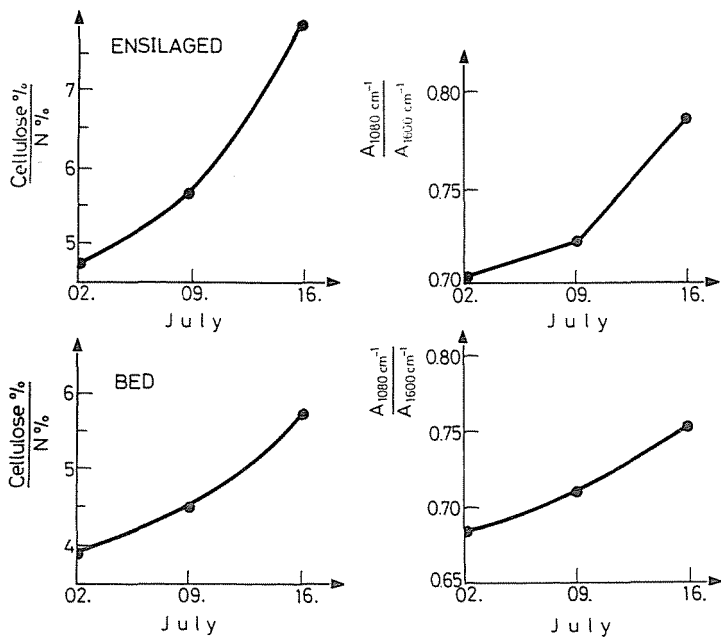 ENSILAGED
Cellulose %
N %
7
6
5
02.
09.
16.
July
A1080 cm⁻¹
A1600 cm⁻¹
0.80
0.75
0.70
02.
09.
16.
July
BED
Cellulose %
N %
6
5
4
02.
09.
16.
July
A1080 cm⁻¹
A1600 cm⁻¹
0.80
0.75
0.70
0.65
02.
09.
16.
July